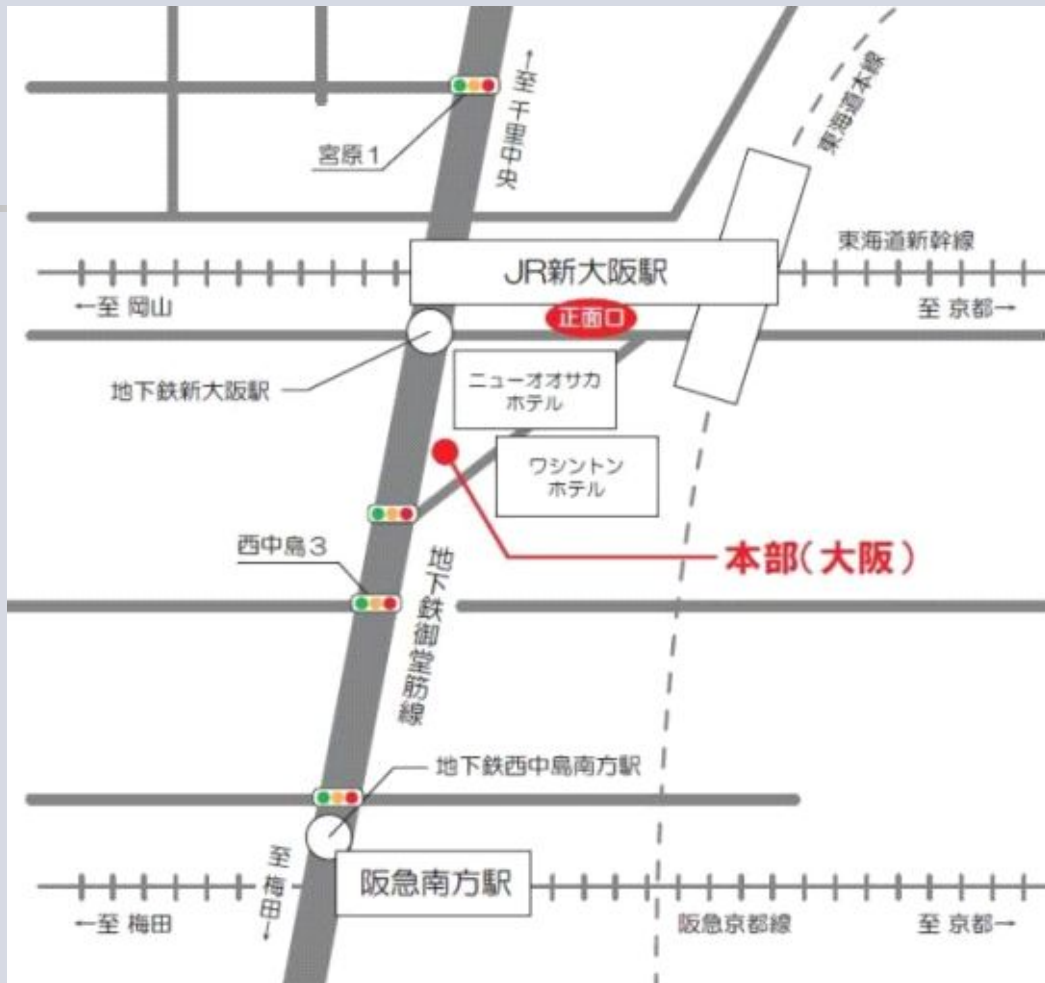 ←至 千里中央
宮原1
東海道本線
JR新大阪駅
東海道新幹線
←至 岡山
正面口
至 京都→
地下鉄新大阪駅
ニューオオサカ
ホテル
ワシントン
ホテル
西中島3
本部(大阪)
地下鉄御堂筋線
地下鉄西中島南方駅
至 梅田→
阪急南方駅
←至 梅田
阪急京都線
至 京都→